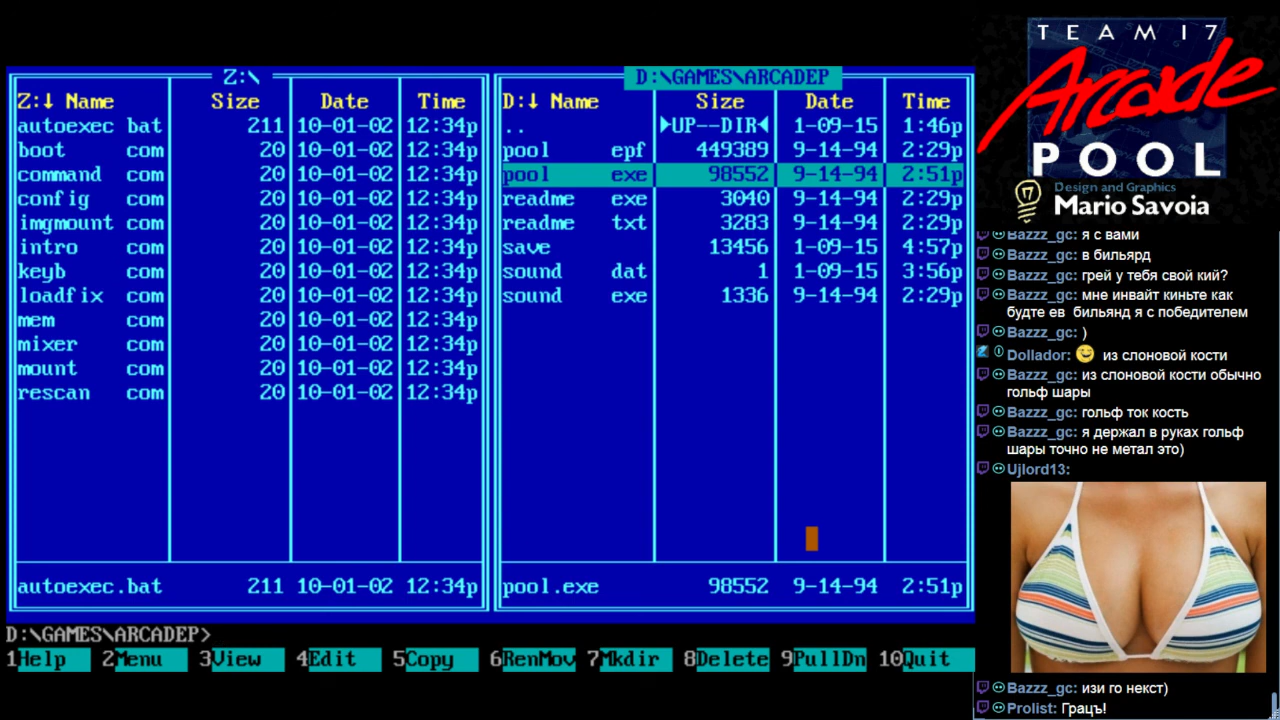 Z:\
Z:↓ Name Size Date Time
autoexec bat 211 10-01-02 12:34p
boot com 20 10-01-02 12:34p
command com 20 10-01-02 12:34p
config sy 20 10-01-02 12:34p
imgmount com 20 10-01-02 12:34p
intro com 20 10-01-02 12:34p
keyb com 20 10-01-02 12:34p
loadfix com 20 10-01-02 12:34p
mem com 20 10-01-02 12:34p
mixer com 20 10-01-02 12:34p
mount com 20 10-01-02 12:34p
rescan com 20 10-01-02 12:34p
autoexec.bat 211 10-01-02 12:34p
D:\GAMES\ARCADEP
D:↓ Name Size Date Time
.. ►UP--DIR◄ 1-09-15 1:46p
pool epf 449389 9-14-94 2:29p
pool exe 98552 9-14-94 2:51p
readme exe 3040 9-14-94 2:29p
readme txt 3283 9-14-94 2:29p
save 13456 1-09-15 4:57p
sound dat 1 1-09-15 3:56p
sound exe 1336 9-14-94 2:29p
pool.exe 98552 9-14-94 2:51p
D:\GAMES\ARCADEP>
1Help 2Menu 3View 4Edit 5Copy 6RenMov 7Mkdir 8Delete 9PullDn 10Quit
TEAM17
Arcade
POOL
17
Design and Graphics
Mario Savoia
Bazzz_gc: я с вами
Bazzz_gc: в бильярд
Bazzz_gc: грей у тебя свой кий?
Bazzz_gc: мне инвайт киньте как
будте ев бильянд я с победителем
Bazzz_gc: )
Dollador: из слоновой кости
Bazzz_gc: из слоновой кости обычно
гольф шары
Bazzz_gc: гольф ток кость
Bazzz_gc: я держал в руках гольф
шары точно не метал это)
Ujlord13:
Bazzz_gc: изи го некст)
Prolist: Грацъ!